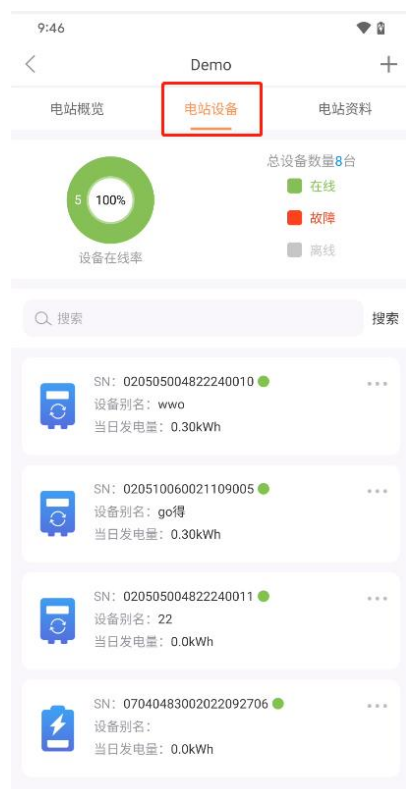 9:46
Demo
电站概览 电站设备 电站资料
总设备数量8台
在线
5 100%
故障
离线
设备在线率
搜索 搜索
SN：020505004822240010
设备别名：wwo
当日发电量：0.30kWh
SN：020510060021109005
设备别名：go得
当日发电量：0.30kWh
SN：020505004822240011
设备别名：22
当日发电量：0.0kWh
SN：07040483002022092706
设备别名：
当日发电量：0.0kWh